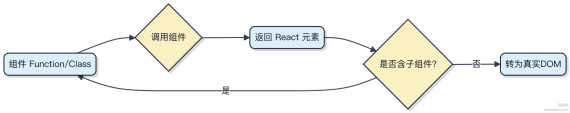 组件 Function/Class
调用组件
返回 React 元素
是否含子组件?
是
否
转为真实DOM